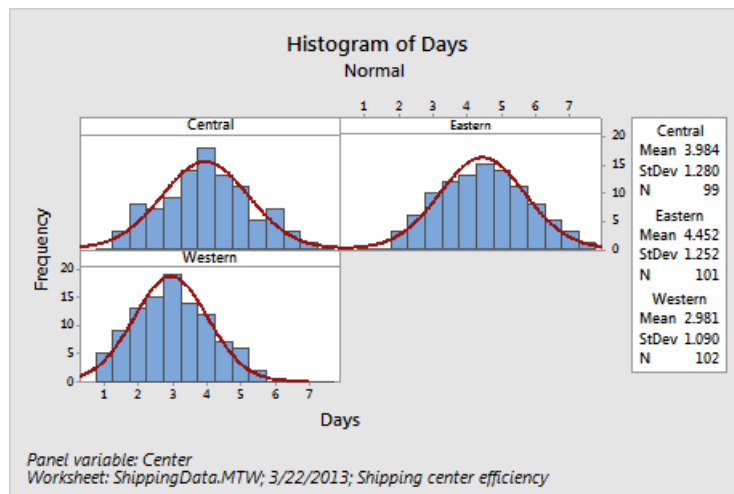 Histogram of Days
Normal
1 2 3 4 5 6 7
Central
Eastern
20
15
10
5
0
Central
Mean 3.984
StDev 1.280
N 99
Eastern
Mean 4.452
StDev 1.252
N 101
Western
Mean 2.981
StDev 1.090
N 102
Frequency
Western
20
15
10
5
0
1 2 3 4 5 6 7
Days
Panel variable: Center
Worksheet: ShippingData.MTW; 3/22/2013; Shipping center efficiency